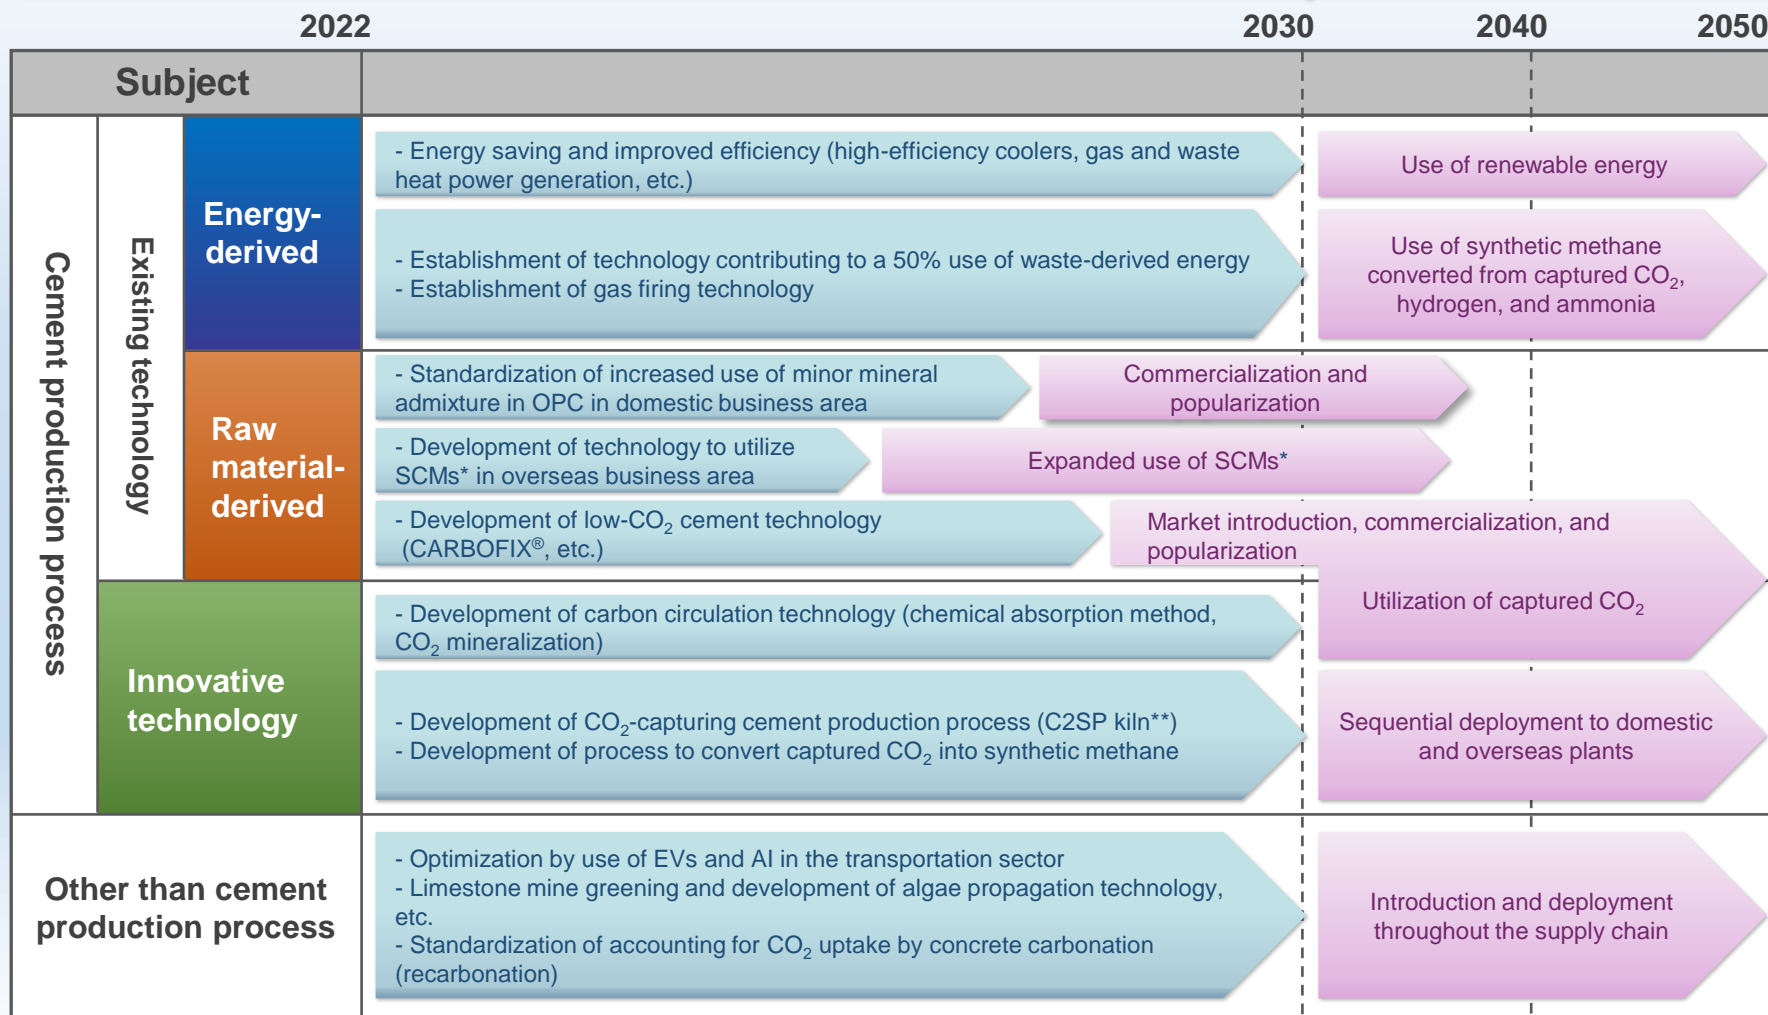 2022
2030
2040
2050
Subject
Cement production process
Existing technology
Energy-
derived
- Energy saving and improved efficiency (high-efficiency coolers, gas and waste
heat power generation, etc.)
Use of renewable energy
- Establishment of technology contributing to a 50% use of waste-derived energy
- Establishment of gas firing technology
Use of synthetic methane
converted from captured CO₂,
hydrogen, and ammonia
Raw
material-
derived
- Standardization of increased use of minor mineral
admixture in OPC in domestic business area
Commercialization and
popularization
- Development of technology to utilize
SCMs* in overseas business area
Expanded use of SCMs*
- Development of low-CO₂ cement technology
(CARBOFIX®, etc.)
Market introduction, commercialization, and
popularization
Innovative
technology
- Development of carbon circulation technology (chemical absorption method,
CO₂ mineralization)
Utilization of captured CO₂
- Development of CO₂-capturing cement production process (C2SP kiln**)
- Development of process to convert captured CO₂ into synthetic methane
Sequential deployment to domestic
and overseas plants
Other than cement
production process
- Optimization by use of EVs and AI in the transportation sector
- Limestone mine greening and development of algae propagation technology,
etc.
- Standardization of accounting for CO₂ uptake by concrete carbonation
(recarbonation)
Introduction and deployment
throughout the supply chain